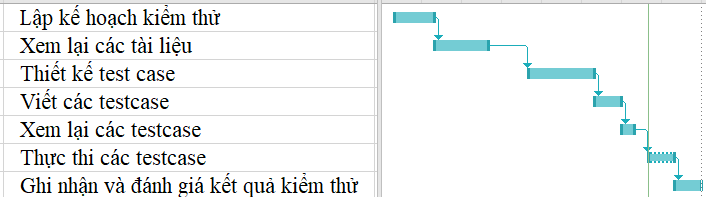 Lập kế hoạch kiểm thử
Xem lại các tài liệu
Thiết kế test case
Viết các testcase
Xem lại các testcase
Thực thi các testcase
Ghi nhận và đánh giá kết quả kiểm thử